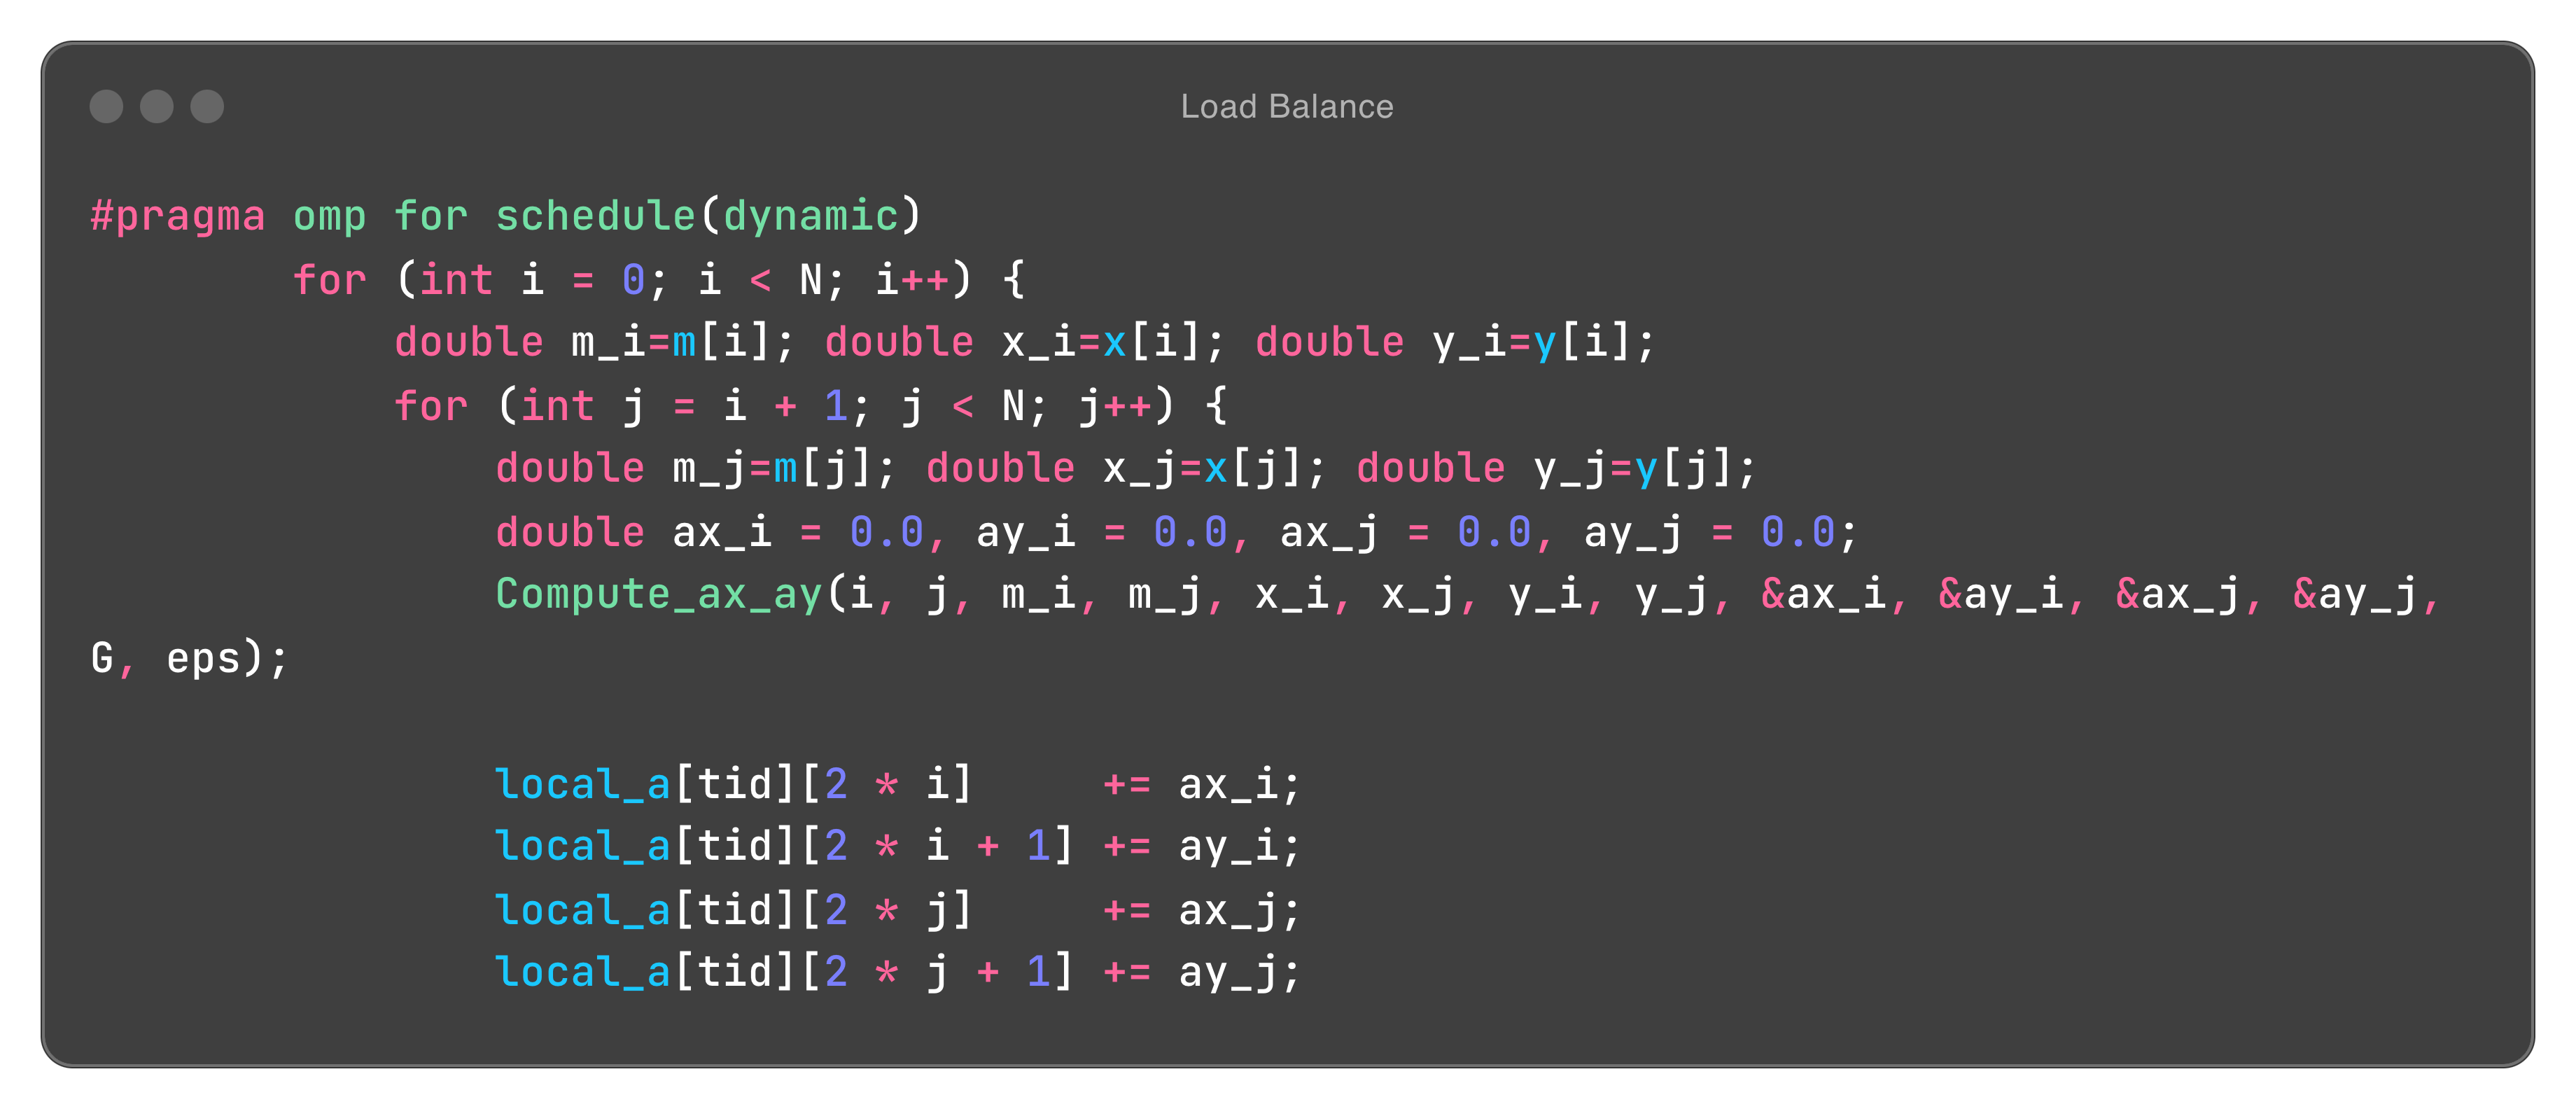 Load Balance
#pragma omp for schedule(dynamic)
        for (int i = 0; i < N; i++) {
            double m_i=m[i]; double x_i=x[i]; double y_i=y[i];
            for (int j = i + 1; j < N; j++) {
                double m_j=m[j]; double x_j=x[j]; double y_j=y[j];
                double ax_i = 0.0, ay_i = 0.0, ax_j = 0.0, ay_j = 0.0;
                Compute_ax_ay(i, j, m_i, m_j, x_i, x_j, y_i, y_j, &ax_i, &ay_i, &ax_j, &ay_j,
G, eps);
                local_a[tid][2 * i]     += ax_i;
                local_a[tid][2 * i + 1] += ay_i;
                local_a[tid][2 * j]     += ax_j;
                local_a[tid][2 * j + 1] += ay_j;